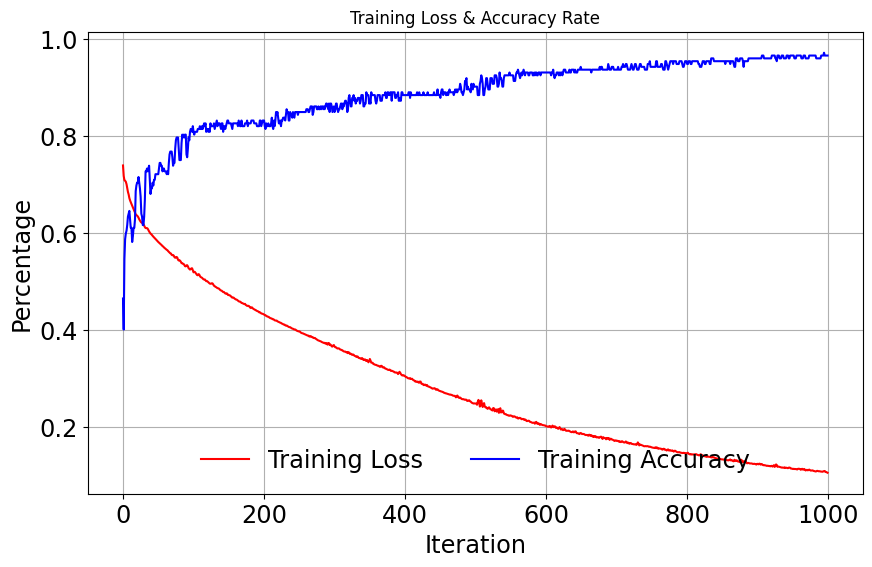 Training Loss & Accuracy Rate
1.0
0.8
0.6
0.4
0.2
Percentage
Training Loss
Training Accuracy
0
200
400
600
800
1000
Iteration